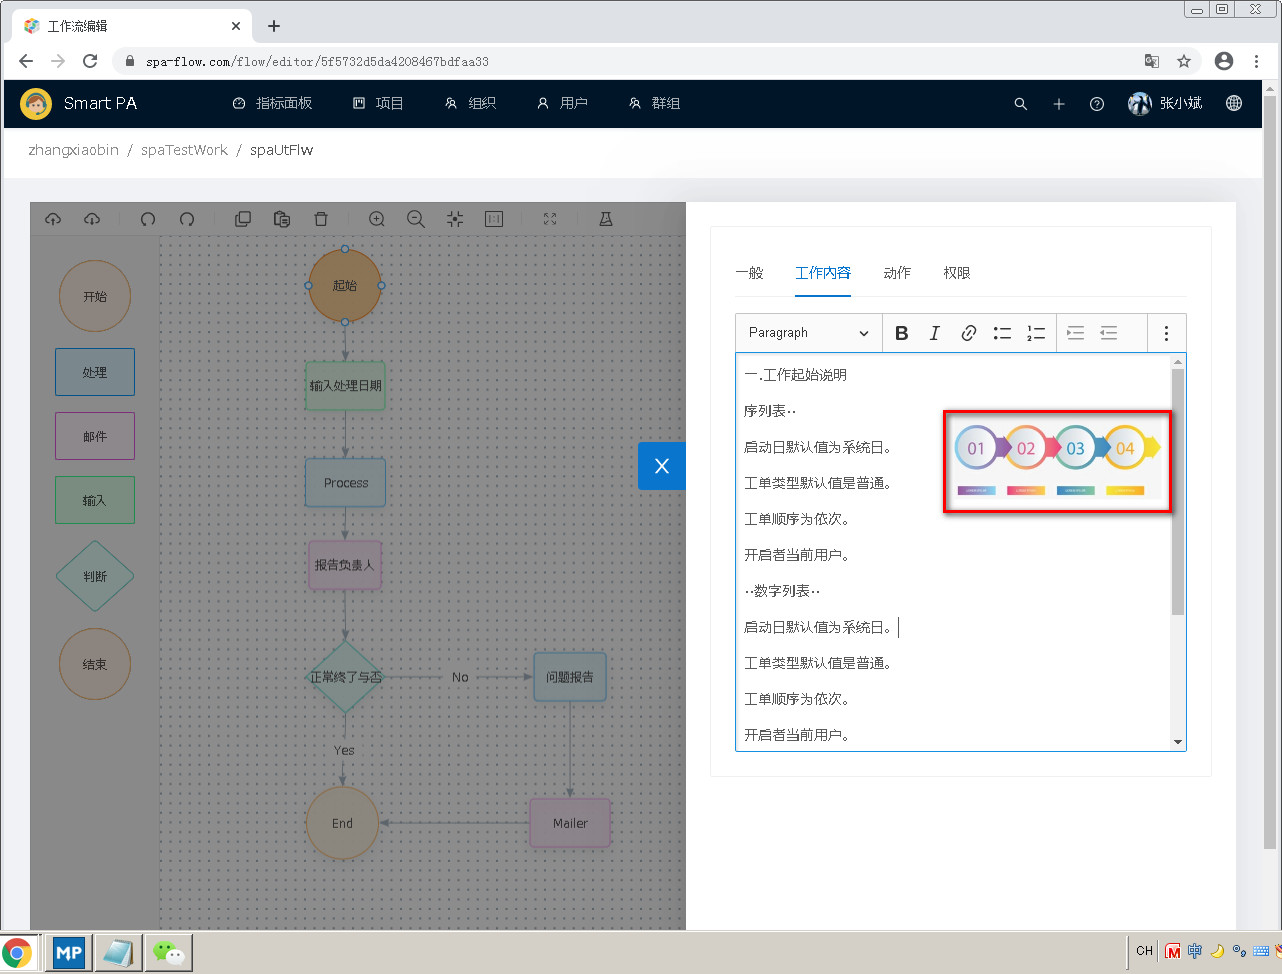 工作流编辑
spa-flow.com/flow/editor/5f5732d5da4208467bdfaa33
Smart PA
指标面板
项目
组织
用户
群组
张小斌
zhangxiaobin / spaTestWork / spaUtFlw
1:1
开始
处理
邮件
输入
判断
结束
起始
输入处理日期
Process
报告负责人
正常终了与否
No
问题报告
Yes
End
Mailer
X
一般
工作内容
动作
权限
Paragraph
B I
一.工作起始说明
序列表··
启动日默认值为系统日。
工单类型默认值是普通。
工单顺序为依次。
开启者当前用户。
··数字列表··
启动日默认值为系统日。
工单类型默认值是普通。
工单顺序为依次。
开启者当前用户。
01 02 03 04
MP
CH
M
中